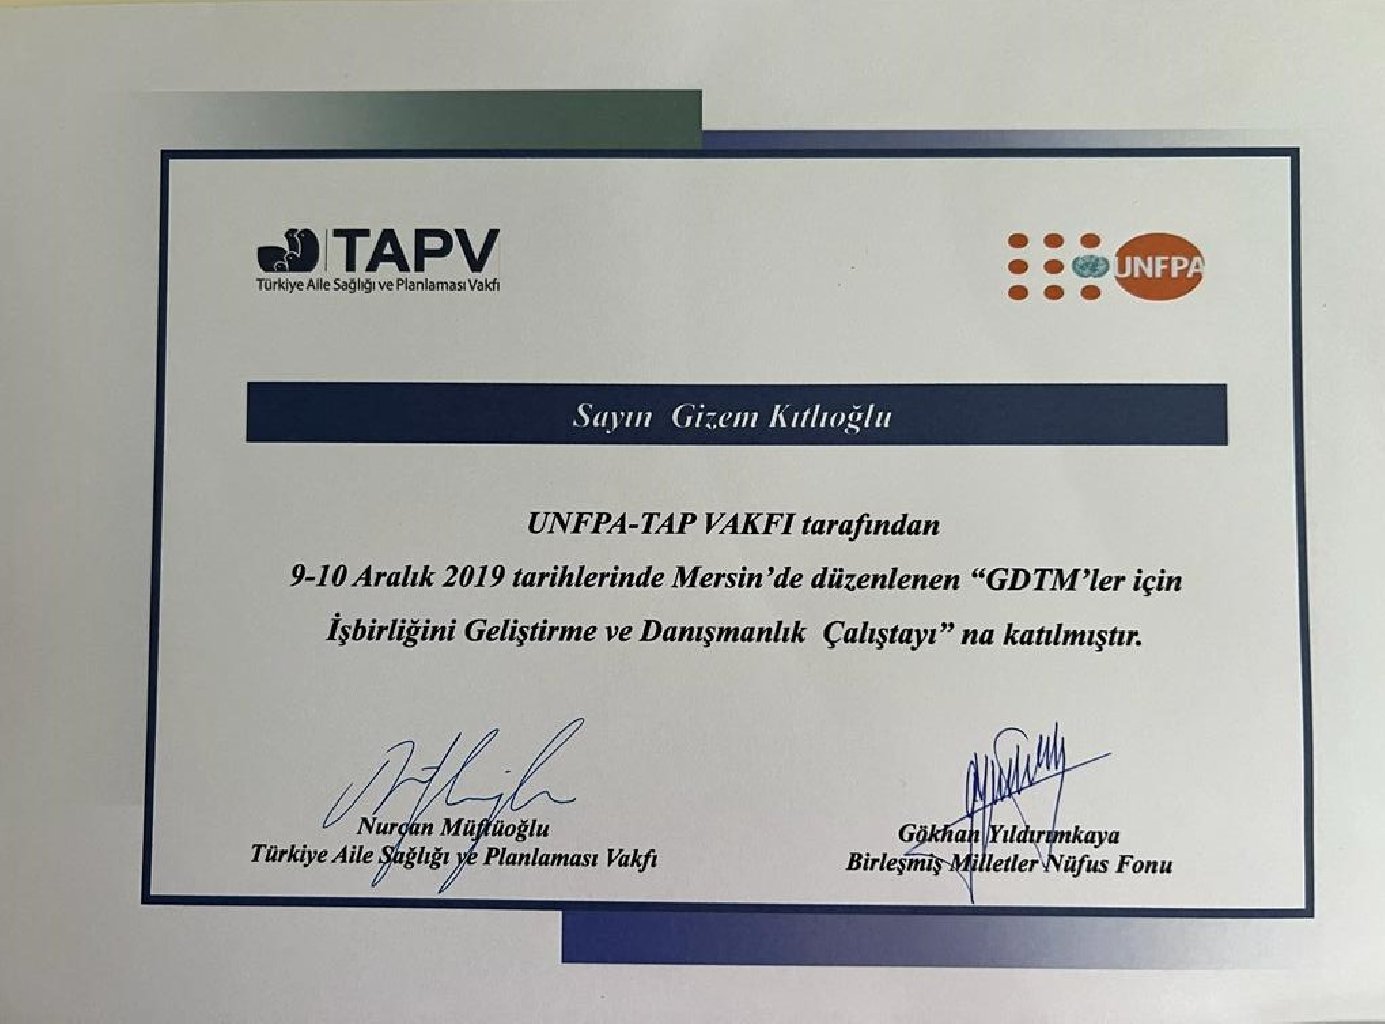 TAPV
Türkiye Aile Sağlığı ve Planlaması Vakfı
UNFPA
Sayın Gizem Kıtlıoğlu
UNFPA-TAP VAKFI tarafından
9-10 Aralık 2019 tarihlerinde Mersin’de düzenlenen “GDTM’ler için
İşbirliğini Geliştirme ve Danışmanlık Çalıştayı” na katılmıştır.
Nurcan Müftüoğlu
Türkiye Aile Sağlığı ve Planlaması Vakfı
Gökhan Yıldırımkaya
Birleşmiş Milletler Nüfus Fonu